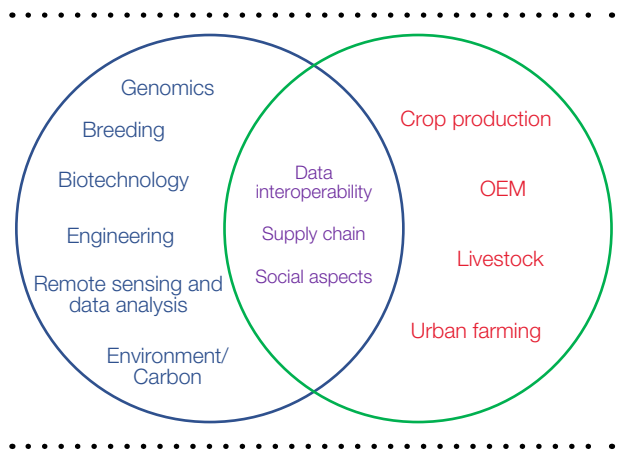 Genomics
Breeding
Biotechnology
Engineering
Remote sensing and
data analysis
Environment/
Carbon
Data
interoperability
Supply chain
Social aspects
Crop production
OEM
Livestock
Urban farming